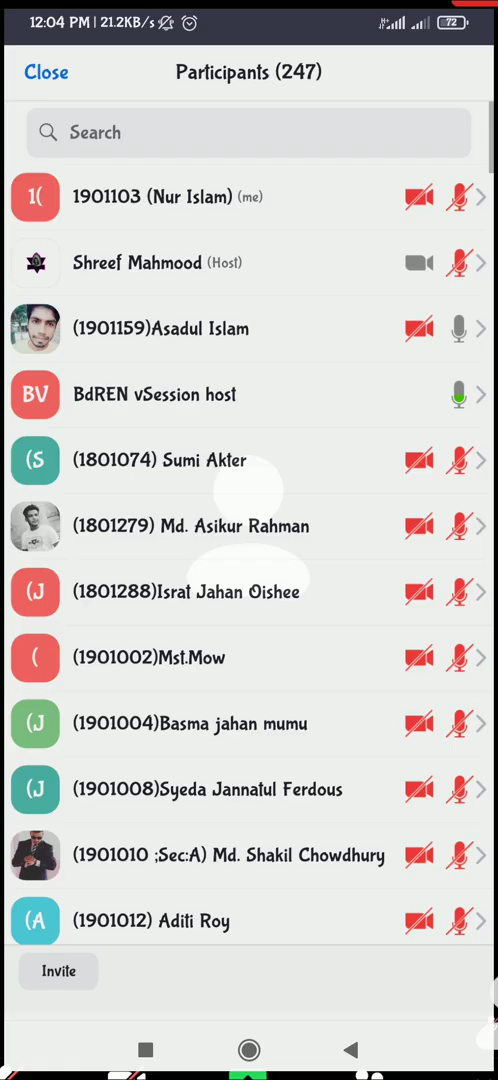 12:04 PM | 21.2KB/s 72
Close Participants (247)
Search
1( 1901103 (Nur Islam) (me)
Shreef Mahmood (Host)
(1901159)Asadul Islam
BV BdREN vSession host
(S (1801074) Sumi Akter
(1801279) Md. Asikur Rahman
(J (1801288)Israt Jahan Oishee
( (1901002)Mst.Mow
(J (1901004)Basma jahan mumu
(J (1901008)Syeda Jannatul Ferdous
(1901010 ;Sec:A) Md. Shakil Chowdhury
(A (1901012) Aditi Roy
Invite